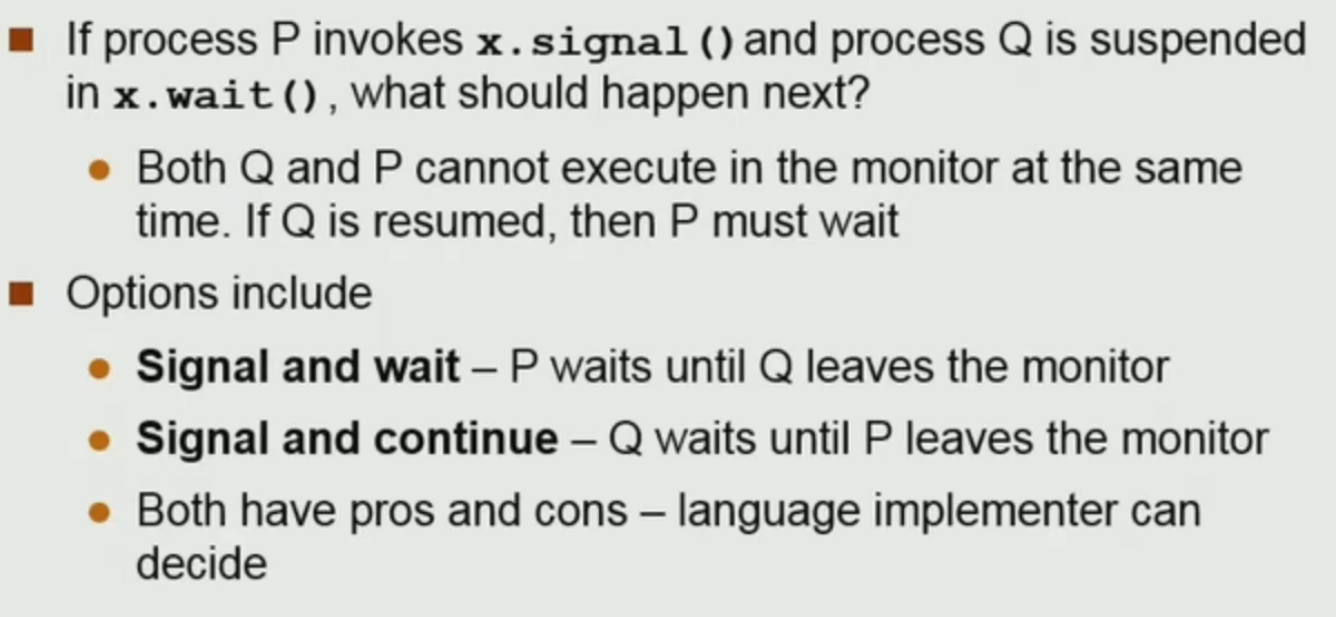 If process P invokes x.signal() and process Q is suspended
in x.wait(), what should happen next?
Both Q and P cannot execute in the monitor at the same
time. If Q is resumed, then P must wait
Options include
Signal and wait – P waits until Q leaves the monitor
Signal and continue – Q waits until P leaves the monitor
Both have pros and cons – language implementer can
decide